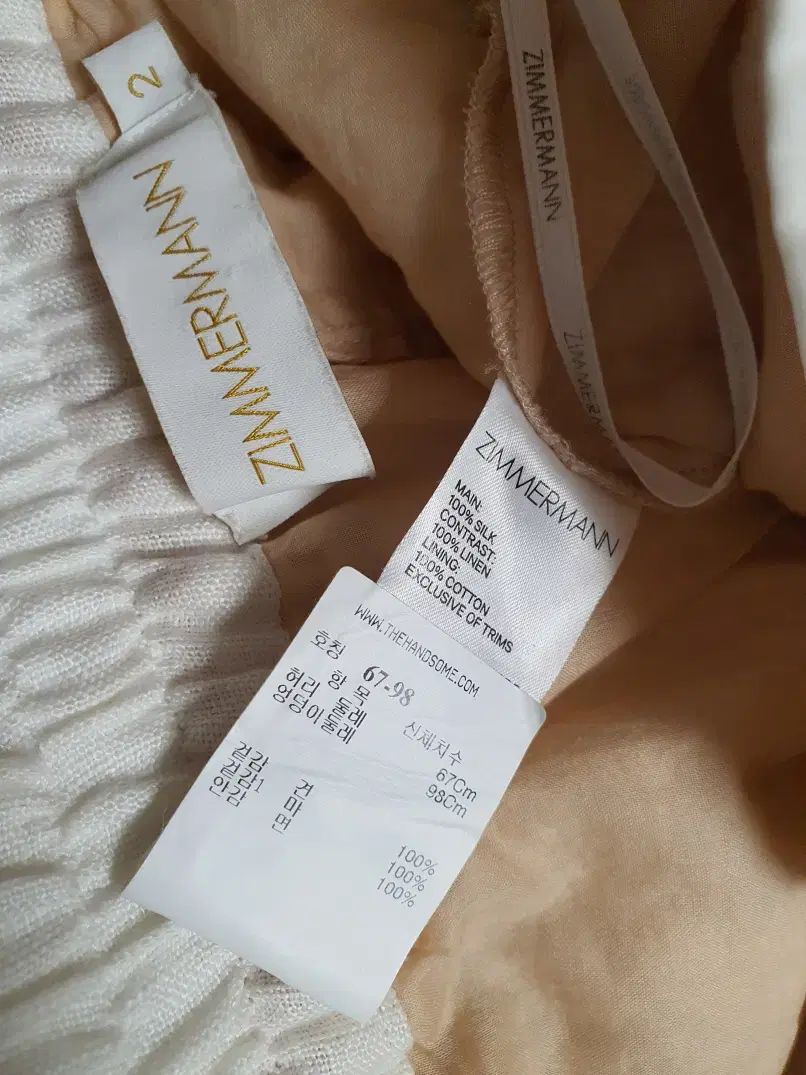 2
ZIMMERMANN
ZIMMERMANN
ZIMMERMANN
ZIMMERMANN
MAIN:
100% SILK
CONTRAST:
100% LINEN
LINING:
100% COTTON
EXCLUSIVE OF TRIMS
WWW.THEHANDSOME.COM
호칭 67-98
항 목 신체치수
허리 둘레 67Cm
엉덩이둘레 98Cm
겉감 견 100%
겉감1 마 100%
안감 면 100%